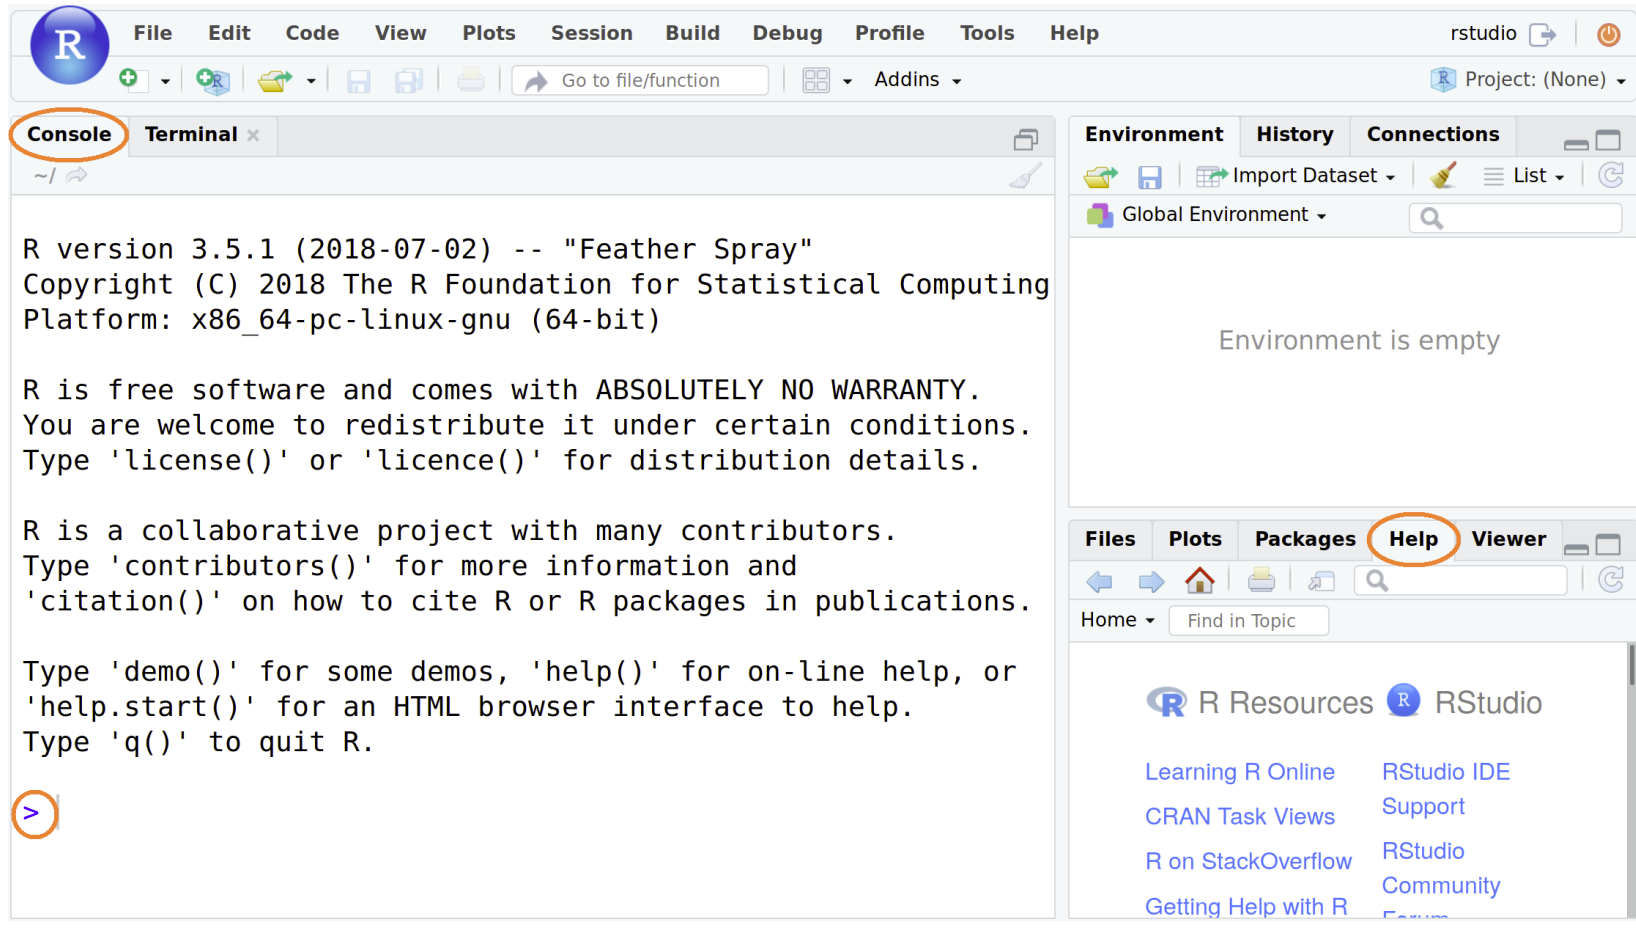 R File Edit Code View Plots Session Build Debug Profile Tools Help rstudio
R Go to file/function Addins R Project: (None)
Console Terminal
~/
R version 3.5.1 (2018-07-02) -- "Feather Spray"
Copyright (C) 2018 The R Foundation for Statistical Computing
Platform: x86_64-pc-linux-gnu (64-bit)
R is free software and comes with ABSOLUTELY NO WARRANTY.
You are welcome to redistribute it under certain conditions.
Type 'license()' or 'licence()' for distribution details.
R is a collaborative project with many contributors.
Type 'contributors()' for more information and
'citation()' on how to cite R or R packages in publications.
Type 'demo()' for some demos, 'help()' for on-line help, or
'help.start()' for an HTML browser interface to help.
Type 'q()' to quit R.
>
Environment History Connections
Import Dataset List
Global Environment
Environment is empty
Files Plots Packages Help Viewer
Home Find in Topic
R R Resources R RStudio
Learning R Online
CRAN Task Views
R on StackOverflow
Getting Help with R
RStudio IDE
Support
RStudio
Community
Forum